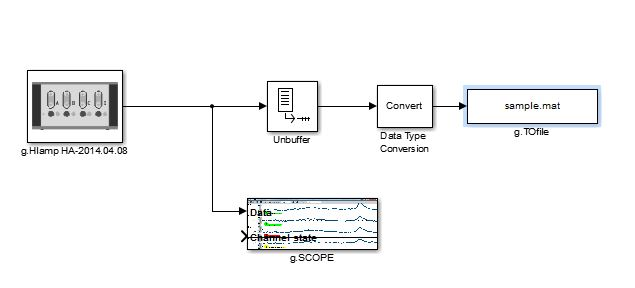 Convert
sample.mat
Unbuffer
Data Type
Conversion
g.TOfile
g.HIamp HA-2014.04.08
Data
Channel state
g.SCOPE